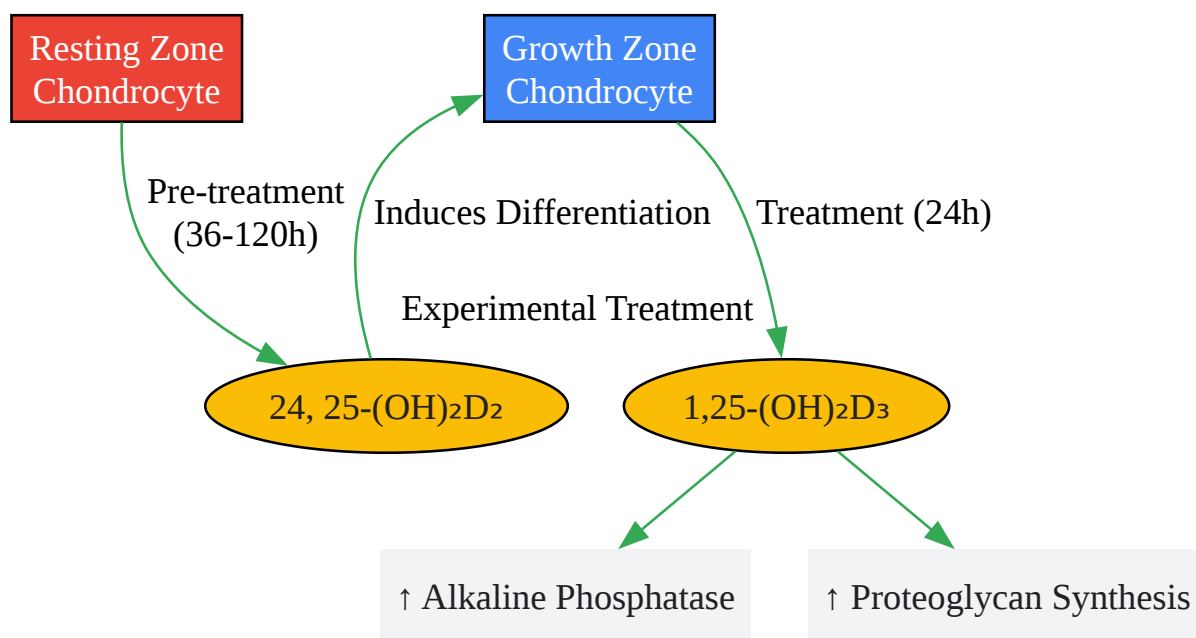 Resting Zone
Chondrocyte
Growth Zone
Chondrocyte
Pre-treatment
(36-120h)
Induces Differentiation
Treatment (24h)
Experimental Treatment
24, 25-(OH)₂D₂
1,25-(OH)₂D₃
↑ Alkaline Phosphatase
↑ Proteoglycan Synthesis